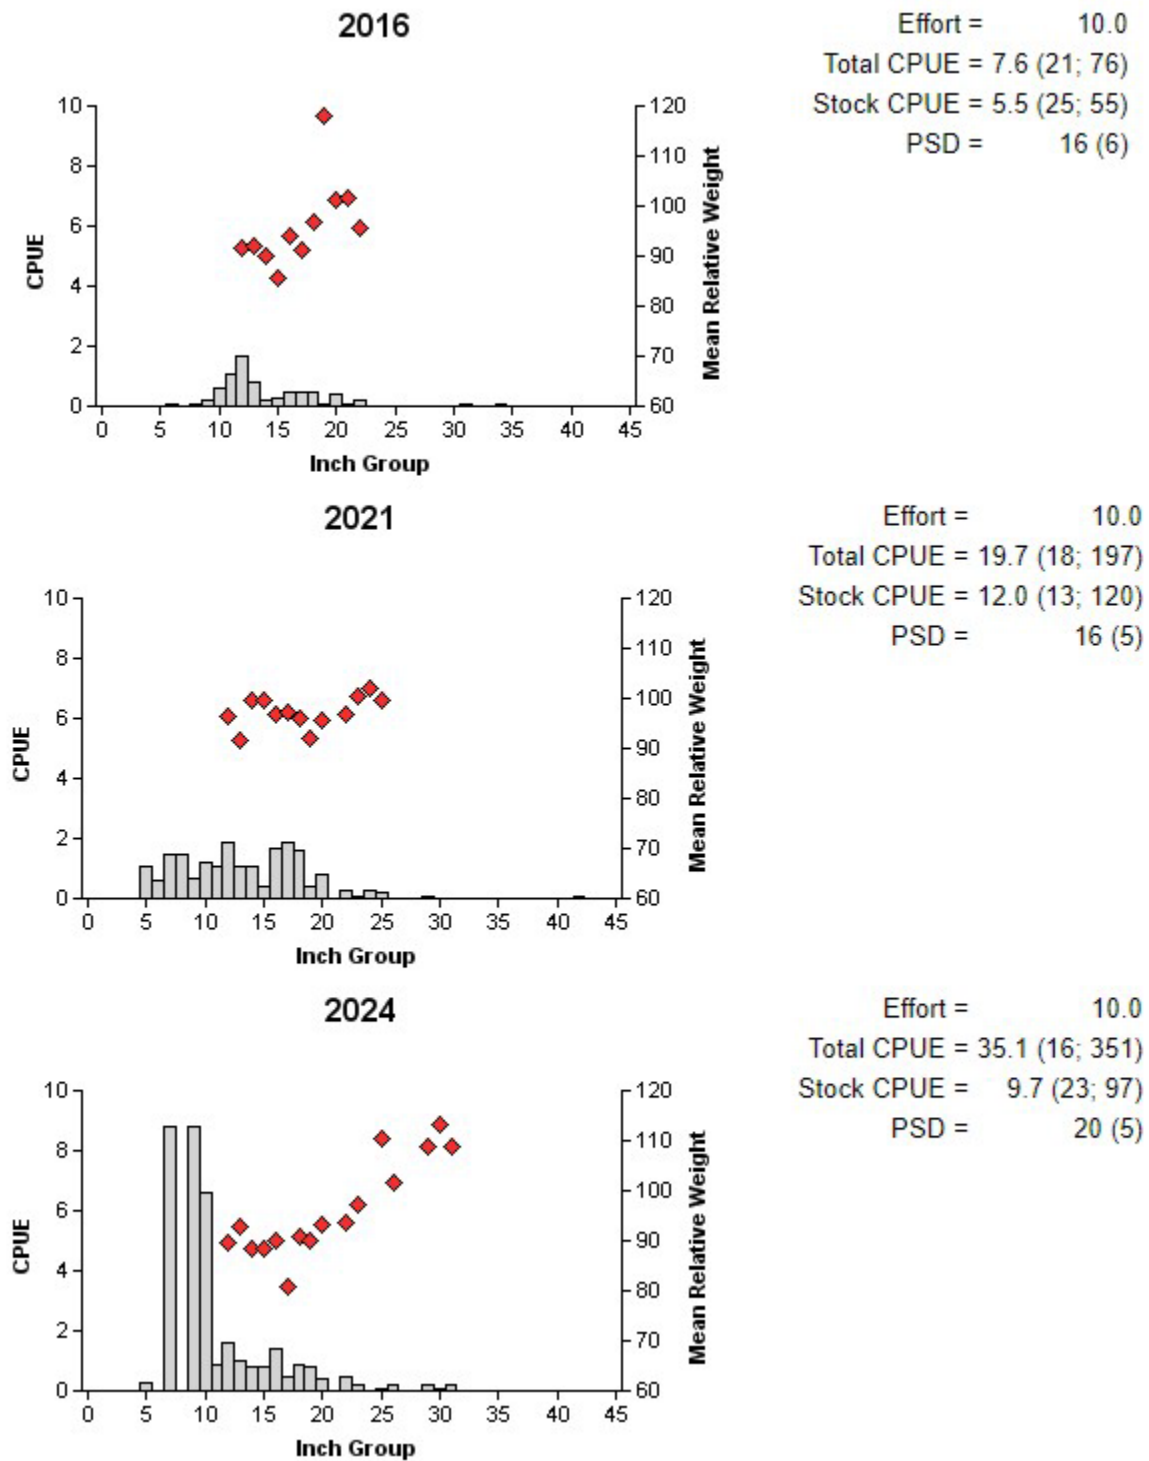 2016
Effort = 10.0
Total CPUE = 7.6 (21; 76)
Stock CPUE = 5.5 (25; 55)
PSD = 16 (6)
10 120
110
8
100
6
90
4
80
2 70
0 60
CPUE
Mean Relative Weight
0 5 10 15 20 25 30 35 40 45
Inch Group
2021
Effort = 10.0
Total CPUE = 19.7 (18; 197)
Stock CPUE = 12.0 (13; 120)
PSD = 16 (5)
10 120
110
8
100
6
90
4
80
2 70
0 60
CPUE
Mean Relative Weight
0 5 10 15 20 25 30 35 40 45
Inch Group
2024
Effort = 10.0
Total CPUE = 35.1 (16; 351)
Stock CPUE = 9.7 (23; 97)
PSD = 20 (5)
10 120
110
8
100
6
90
4
80
2 70
0 60
CPUE
Mean Relative Weight
0 5 10 15 20 25 30 35 40 45
Inch Group